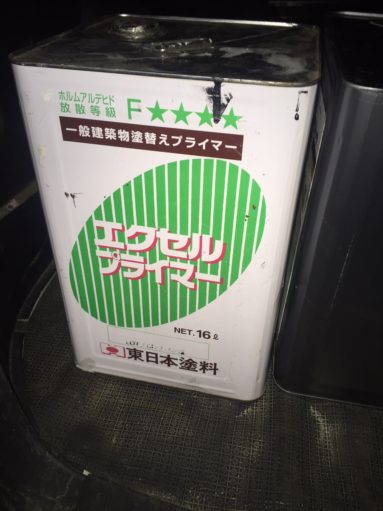 ホルムアルデヒド
放散等級 F★★★★
一般建築物塗替えプライマー
エクセル
プライマー
NET. 16ℓ
東日本塗料